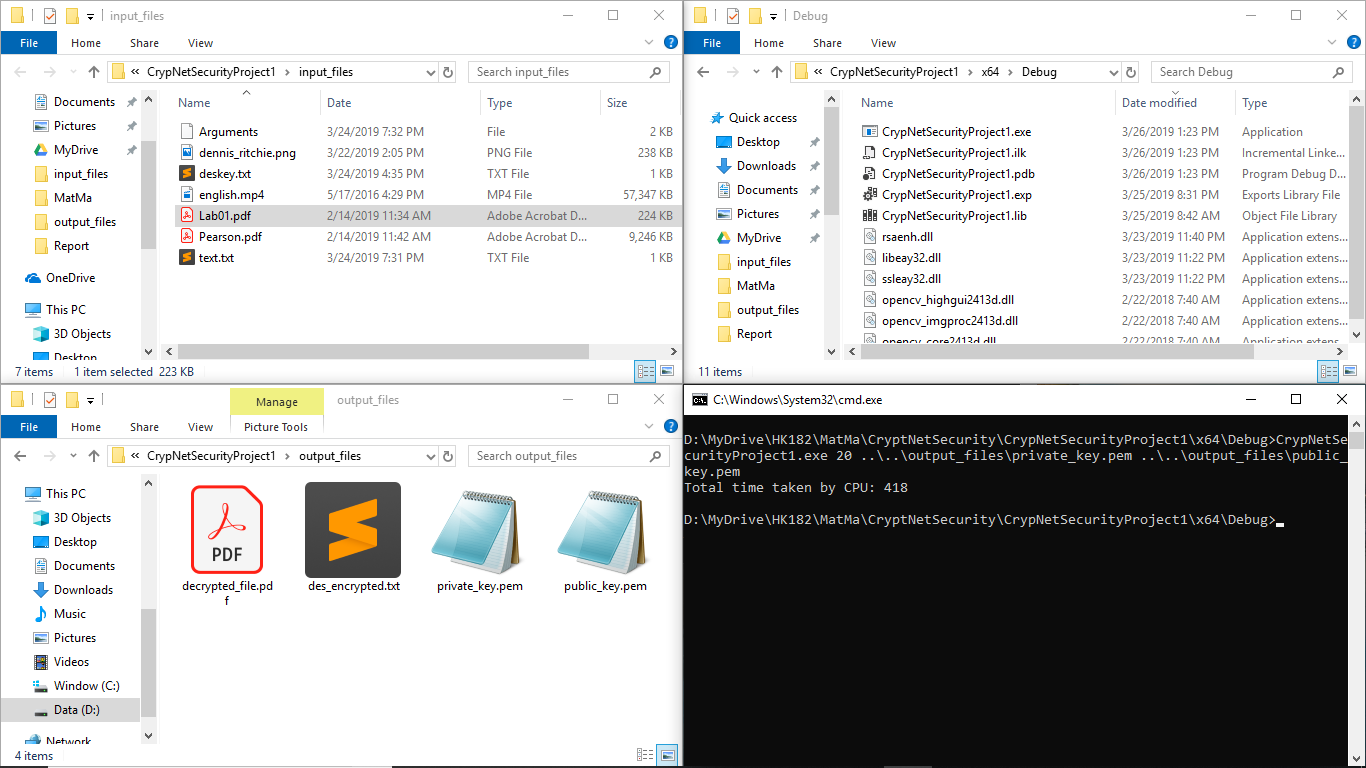 input_files
File Home Share View
« CrypNetSecurityProject1 › input_files
Search input_files
Documents
Pictures
MyDrive
input_files
MatMa
output_files
Report
OneDrive
This PC
3D Objects
Desktop
Name Date Type Size
Arguments 3/24/2019 7:32 PM File 2 KB
dennis_ritchie.png 3/22/2019 2:05 PM PNG File 238 KB
deskey.txt 3/24/2019 4:35 PM TXT File 1 KB
english.mp4 5/17/2016 4:29 PM MP4 File 57,347 KB
Lab01.pdf 2/14/2019 11:34 AM Adobe Acrobat D... 224 KB
Pearson.pdf 2/14/2019 11:42 AM Adobe Acrobat D... 9,246 KB
text.txt 3/24/2019 7:31 PM TXT File 1 KB
7 items 1 item selected 223 KB
Debug
File Home Share View
« CrypNetSecurityProject1 › x64 › Debug
Search Debug
Quick access
Desktop
Downloads
Documents
Pictures
MyDrive
input_files
MatMa
output_files
Report
Name Date modified Type
CrypNetSecurityProject1.exe 3/26/2019 1:23 PM Application
CrypNetSecurityProject1.ilk 3/26/2019 1:23 PM Incremental Linke...
CrypNetSecurityProject1.pdb 3/26/2019 1:23 PM Program Debug D...
CrypNetSecurityProject1.exp 3/25/2019 8:31 PM Exports Library File
CrypNetSecurityProject1.lib 3/25/2019 8:42 AM Object File Library
rsaenh.dll 3/23/2019 11:40 PM Application extens...
libeay32.dll 3/23/2019 11:22 PM Application extens...
ssleay32.dll 3/23/2019 11:22 PM Application extens...
opencv_highgui2413d.dll 2/22/2018 7:40 AM Application extens...
opencv_imgproc2413d.dll 2/22/2018 7:40 AM Application extens...
opencv_core2413d.dll 2/22/2018 7:40 AM Application extens...
11 items
Manage output_files
File Home Share View Picture Tools
« CrypNetSecurityProject1 › output_files
Search output_files
This PC
3D Objects
Desktop
Documents
Downloads
Music
Pictures
Videos
Window (C:)
Data (D:)
Network
PDF
decrypted_file.pd
f
des_encrypted.txt
private_key.pem
public_key.pem
4 items
C:\Windows\System32\cmd.exe
D:\MyDrive\HK182\MatMa\CryptNetSecurity\CrypNetSecurityProject1\x64\Debug>CrypNetSe
curityProject1.exe 20 ..\..\output_files\private_key.pem ..\..\output_files\public_
key.pem
Total time taken by CPU: 418
D:\MyDrive\HK182\MatMa\CryptNetSecurity\CrypNetSecurityProject1\x64\Debug>